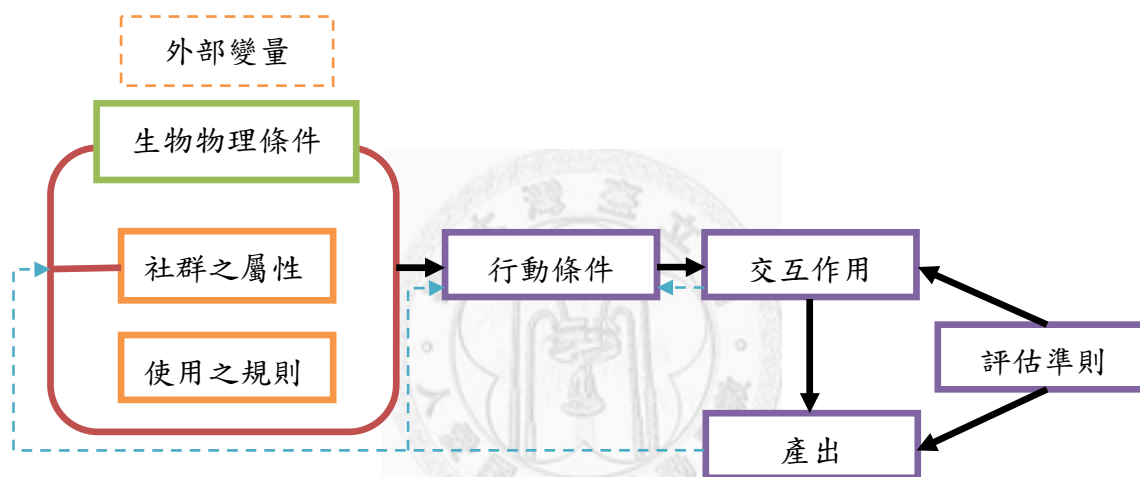 外部變量
生物物理條件
社群之屬性
行動條件
交互作用
使用之規則
評估準則
產出